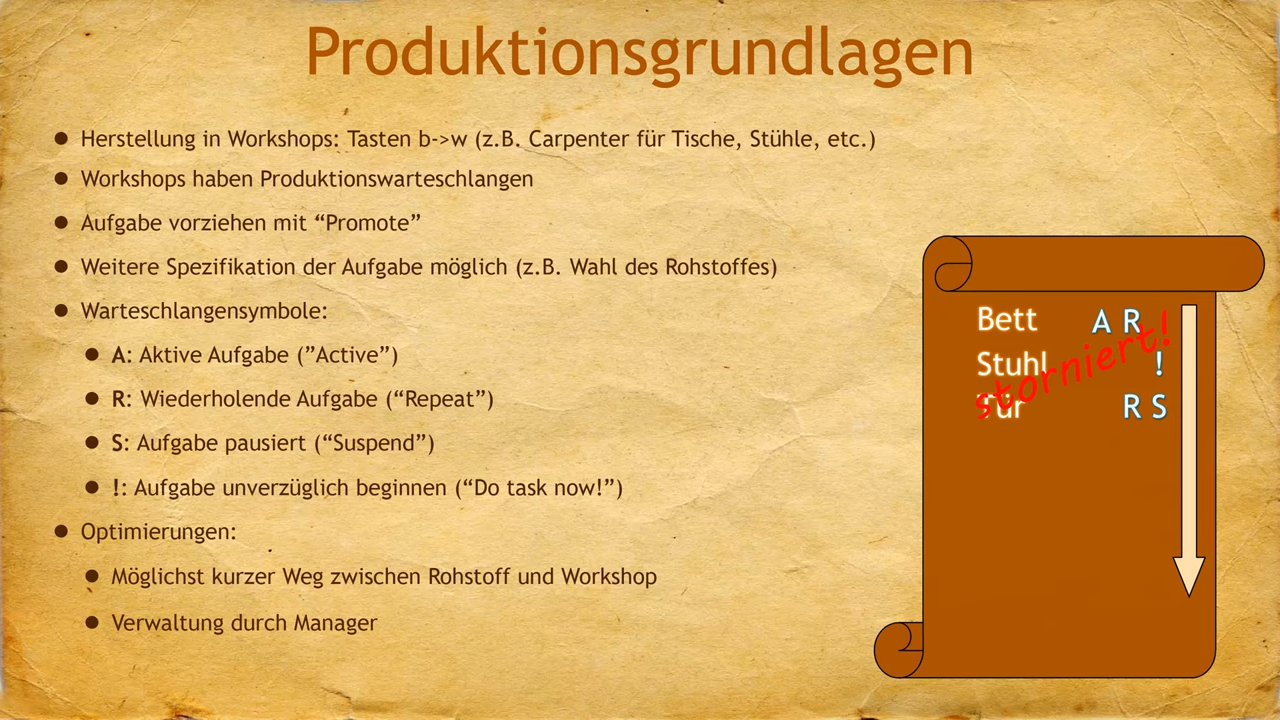 Produktionsgrundlagen
● Herstellung in Workshops: Tasten b->w (z.B. Carpenter für Tische, Stühle, etc.)
● Workshops haben Produktionswarteschlangen
● Aufgabe vorziehen mit “Promote”
● Weitere Spezifikation der Aufgabe möglich (z.B. Wahl des Rohstoffes)
● Warteschlangensymbole:
● A: Aktive Aufgabe (”Active”)
● R: Wiederholende Aufgabe (“Repeat”)
● S: Aufgabe pausiert (“Suspend”)
● !: Aufgabe unverzüglich beginnen (“Do task now!”)
● Optimierungen:
● Möglichst kurzer Weg zwischen Rohstoff und Workshop
● Verwaltung durch Manager
Bett A R
Stuhl !
Tür R S
storniert!